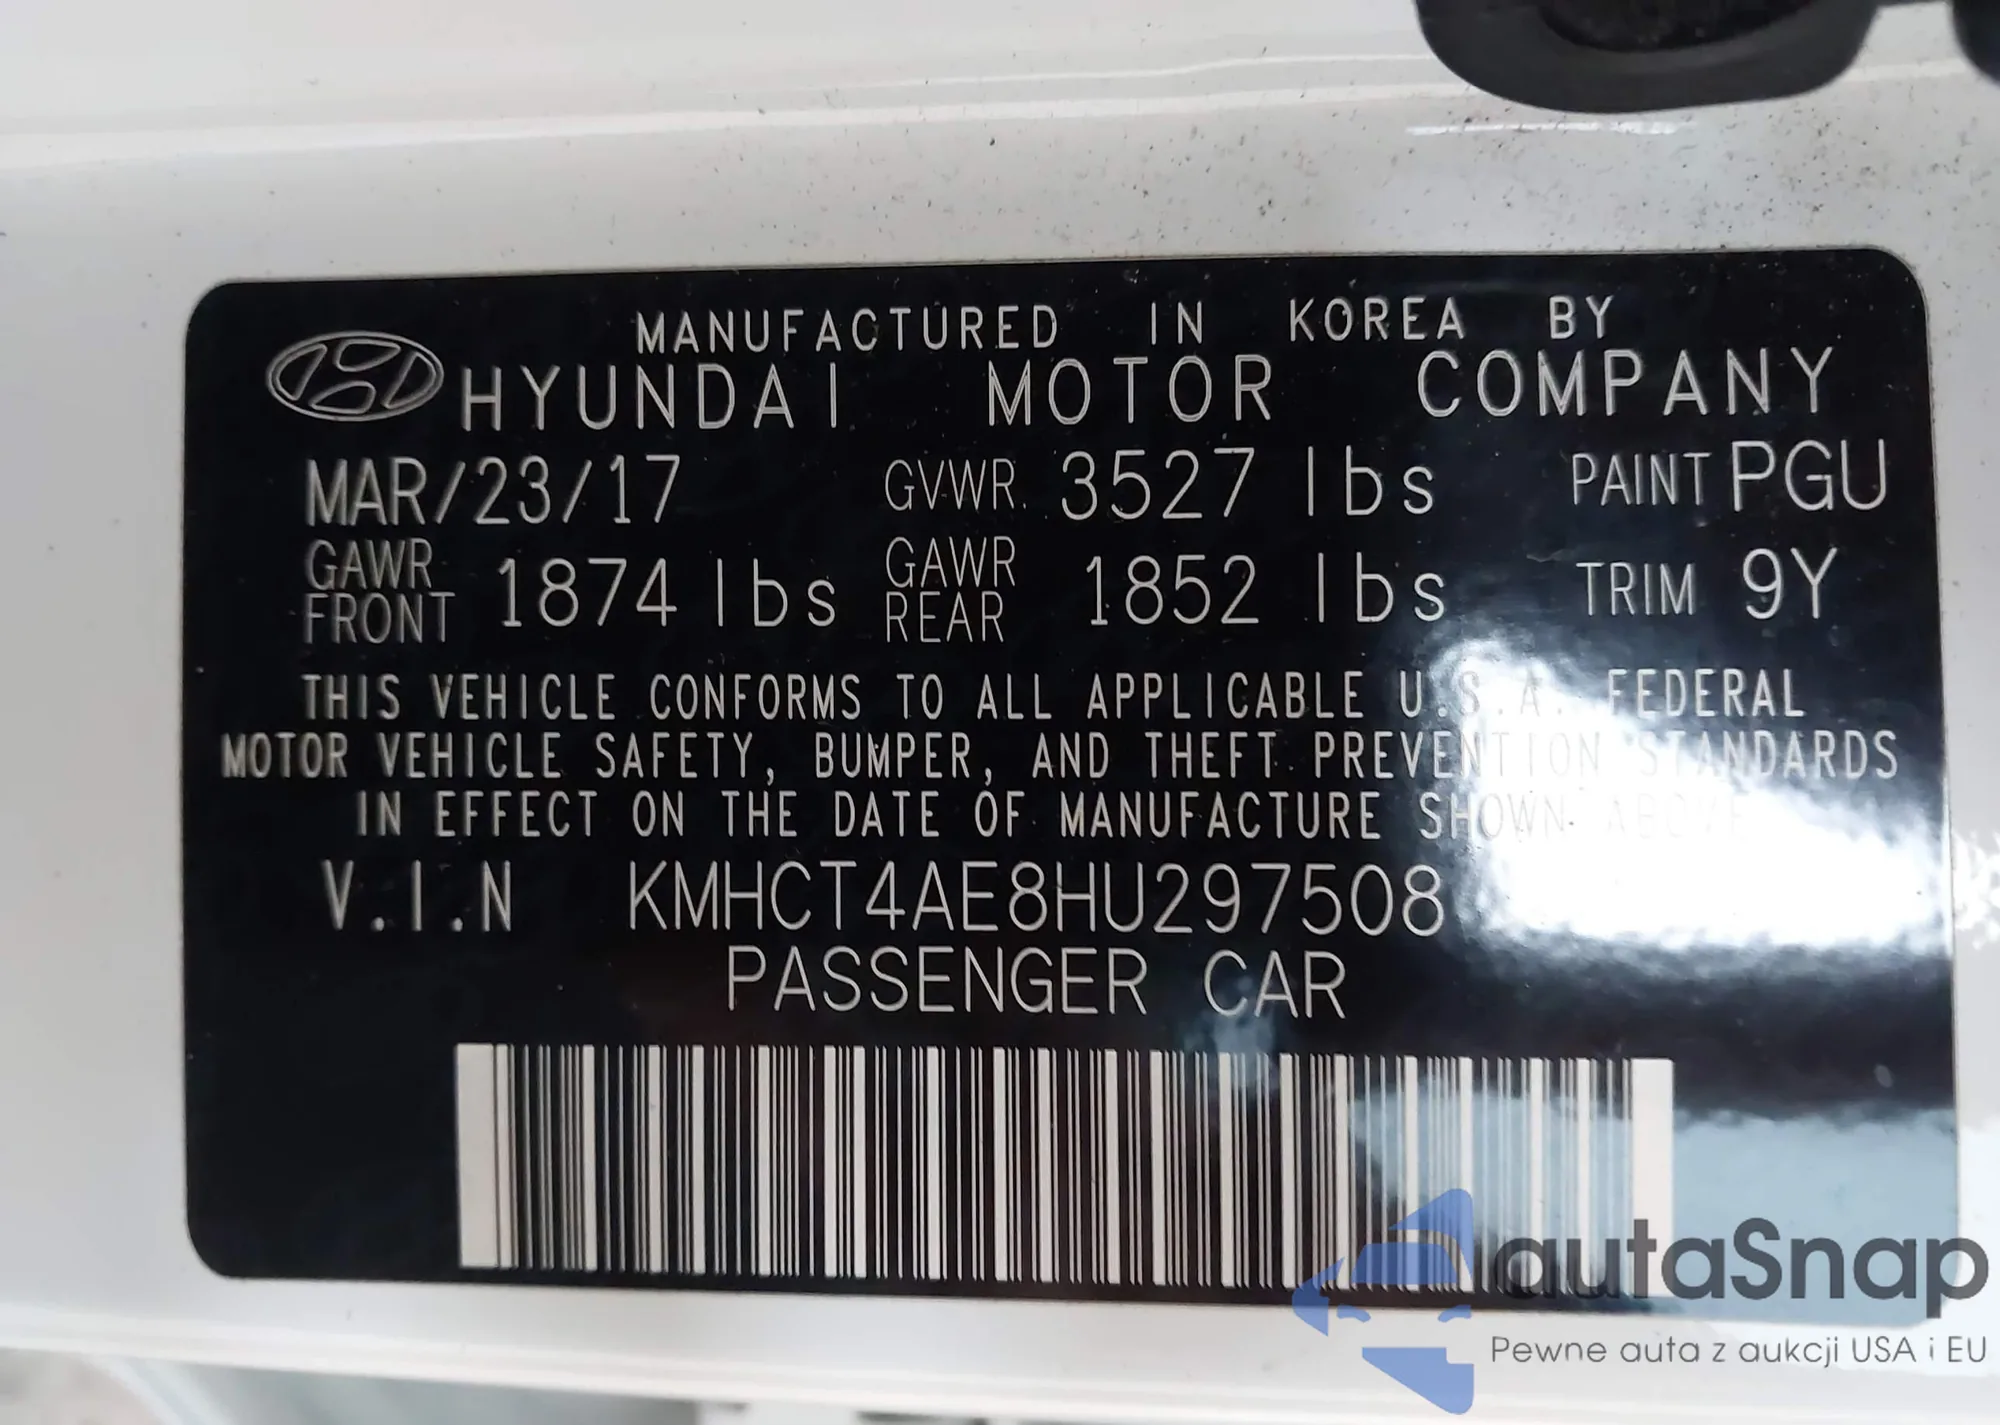 MANUFACTURED IN KOREA BY
HYUNDAI MOTOR COMPANY
MAR/23/17 GVWR. 3527 lbs PAINT PGU
GAWR FRONT 1874 lbs GAWR REAR 1852 lbs TRIM 9Y
THIS VEHICLE CONFORMS TO ALL APPLICABLE U.S.A. FEDERAL
MOTOR VEHICLE SAFETY, BUMPER, AND THEFT PREVENTION STANDARDS
IN EFFECT ON THE DATE OF MANUFACTURE SHOWN ABOVE
V.I.N KMHCT4AE8HU297508
PASSENGER CAR
autaSnap
Pewne auta z aukcji USA i EU